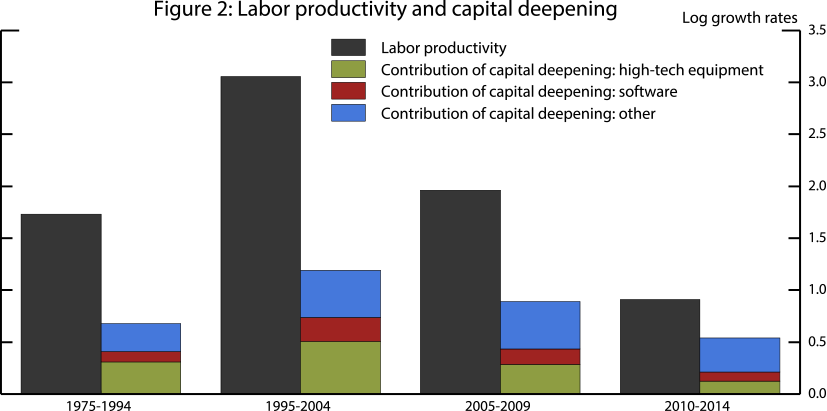 Figure 2: Labor productivity and capital deepening
Log growth rates
Labor productivity
Contribution of capital deepening: high-tech equipment
Contribution of capital deepening: software
Contribution of capital deepening: other
3.5
3.0
2.5
2.0
1.5
1.0
0.5
0.0
1975-1994
1995-2004
2005-2009
2010-2014